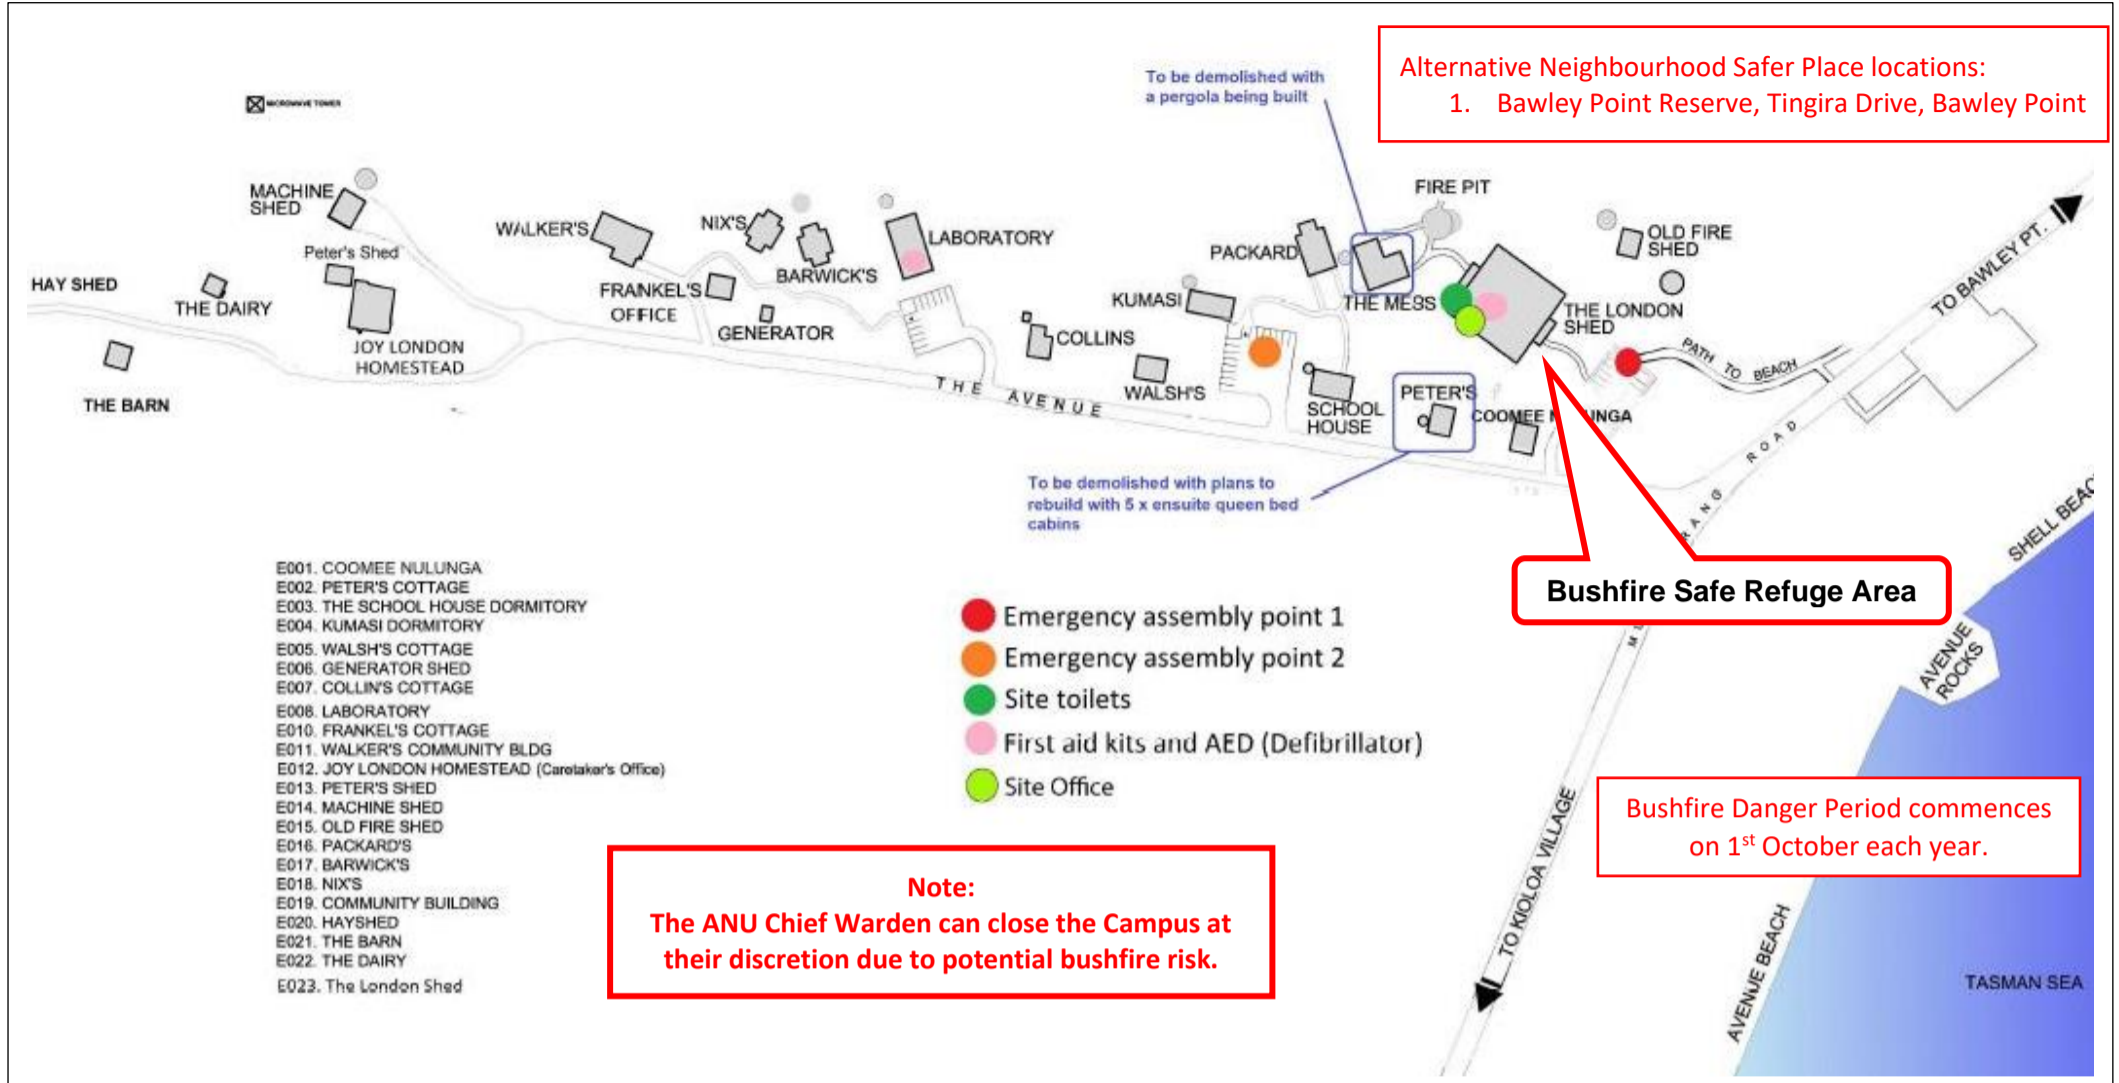 Alternative Neighbourhood Safer Place locations:
1. Bawley Point Reserve, Tingira Drive, Bawley Point
To be demolished with
a pergola being built
MICROWAVE TOWER
MACHINE
SHED
Peter's Shed
HAY SHED
THE DAIRY
JOY LONDON
HOMESTEAD
THE BARN
WALKER'S
NIX'S
BARWICK'S
FRANKEL'S
OFFICE
GENERATOR
LABORATORY
COLLINS
WALSH'S
KUMASI
PACKARD
FIRE PIT
THE MESS
OLD FIRE
SHED
THE LONDON
SHED
SCHOOL
HOUSE
PETER'S
COOMEE NULUNGA
PATH TO BEACH
THE AVENUE
TO BAWLEY PT.
ROAD
To be demolished with plans to
rebuild with 5 x ensuite queen bed
cabins
Bushfire Safe Refuge Area
SHELL BEAC
AVENUE
ROCKS
TO KIOLOA VILLAGE
AVENUE BEACH
TASMAN SEA
E001. COOMEE NULUNGA
E002. PETER'S COTTAGE
E003. THE SCHOOL HOUSE DORMITORY
E004. KUMASI DORMITORY
E005. WALSH'S COTTAGE
E006. GENERATOR SHED
E007. COLLIN'S COTTAGE
E008. LABORATORY
E010. FRANKEL'S COTTAGE
E011. WALKER'S COMMUNITY BLDG
E012. JOY LONDON HOMESTEAD (Caretaker's Office)
E013. PETER'S SHED
E014. MACHINE SHED
E015. OLD FIRE SHED
E016. PACKARD'S
E017. BARWICK'S
E018. NIX'S
E019. COMMUNITY BUILDING
E020. HAYSHED
E021. THE BARN
E022. THE DAIRY
E023. The London Shed
Emergency assembly point 1
Emergency assembly point 2
Site toilets
First aid kits and AED (Defibrillator)
Site Office
Note:
The ANU Chief Warden can close the Campus at
their discretion due to potential bushfire risk.
Bushfire Danger Period commences
on 1st October each year.